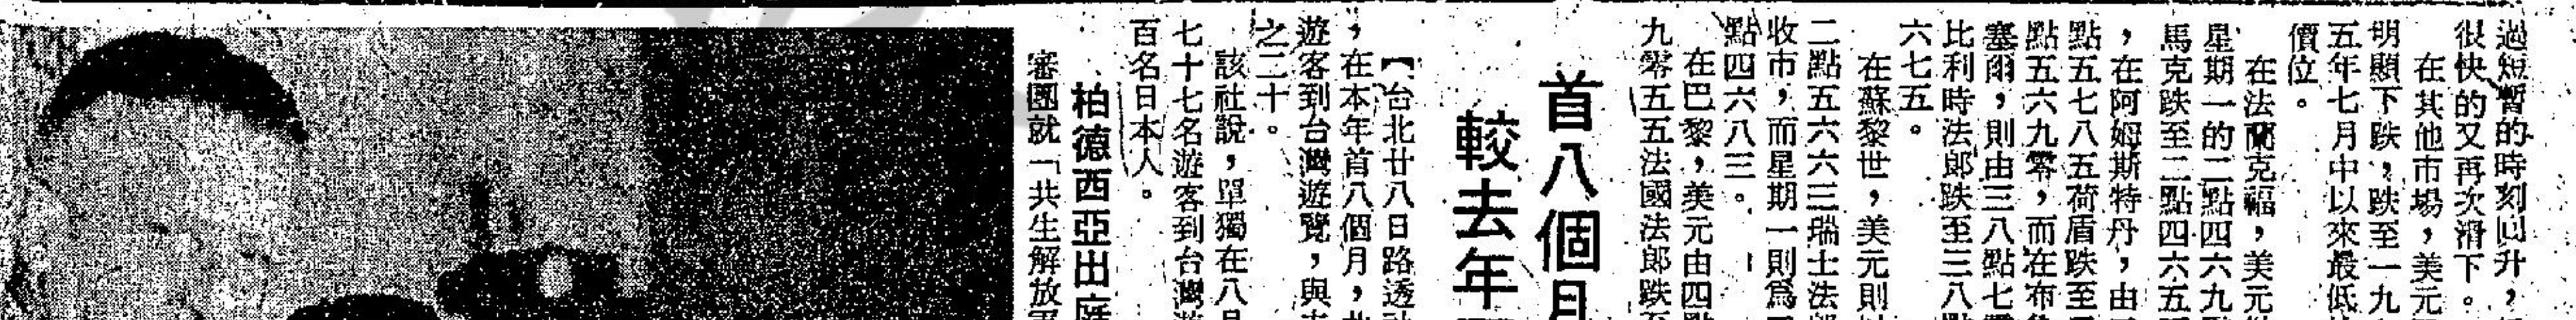 過短暫的時刻回升，
很快的又再次滑下。
在其他市場，美元
明顯下跌，跌至一九
五年七月中以來最低
價位。
在法蘭克福，美元
星期一的二點四六九
馬克跌至二點四六五
，在阿姆斯特丹，由
點五七八五荷盾跌至
點五六九零，而在布
塞爾，則由三八點七
比利時法郎跌至三八
六七五。
在蘇黎世，美元則
二點五六六三瑞士法
收市，而星期一則為
點四六八三。
在巴黎，美元由四
九零五五法國法郎跌
首八個月
較去年
【台北廿八日路透
，在本年首八個月，
遊客到台灣遊覽，與
之二十。
該社說，單獨在八
七十七名遊客到台灣
百名日本人。
柏德西亞出庭
審團就「共生解放